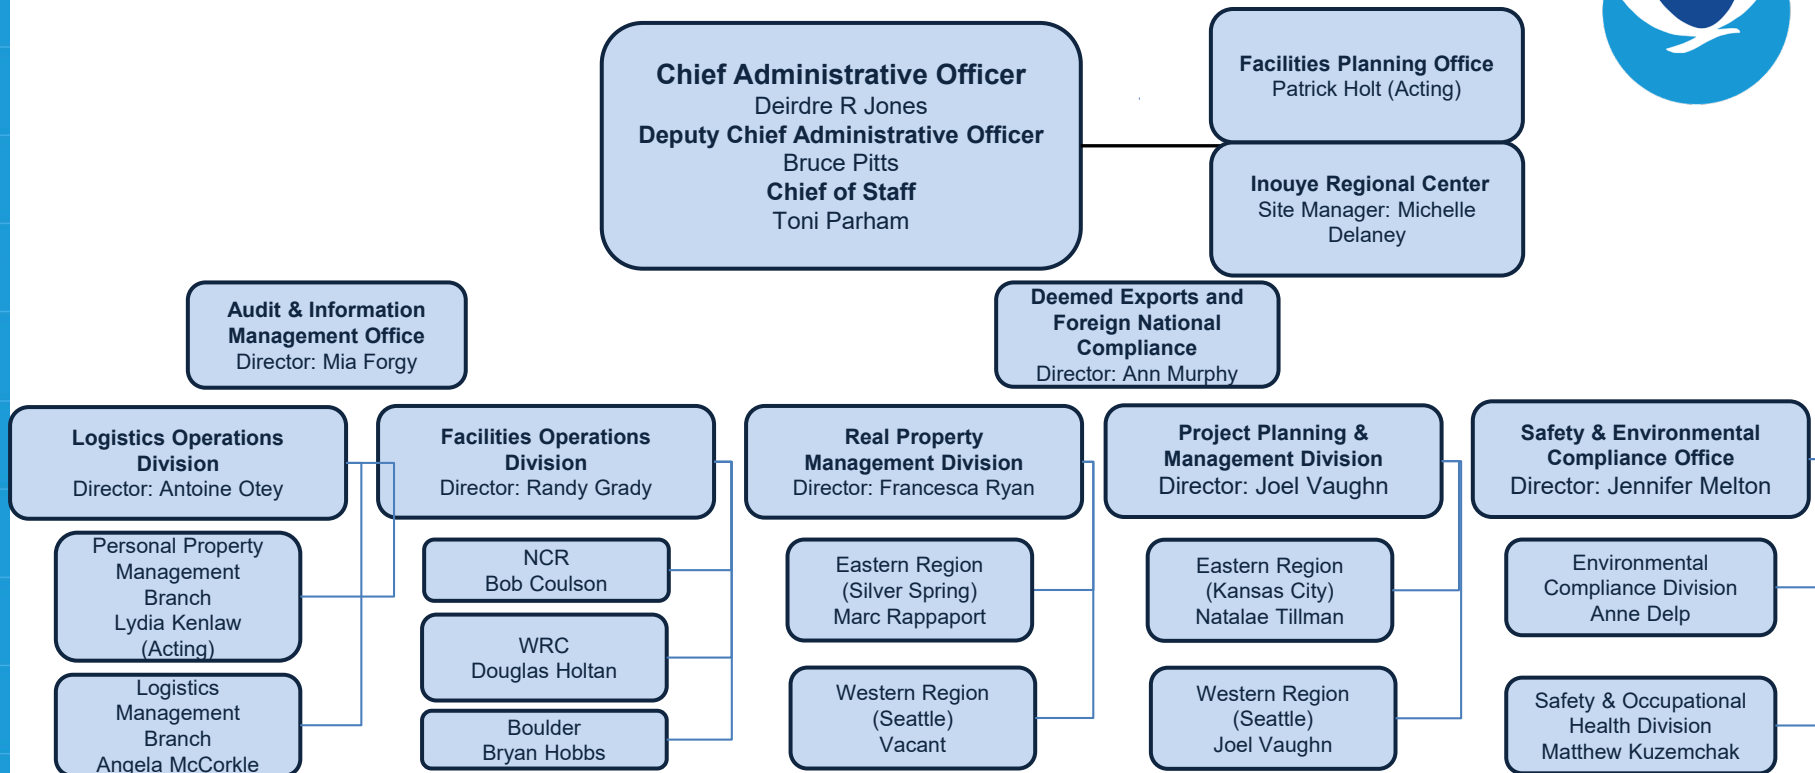 Chief Administrative Officer
Deirdre R Jones
Deputy Chief Administrative Officer
Bruce Pitts
Chief of Staff
Toni Parham
Facilities Planning Office
Patrick Holt (Acting)
Inouye Regional Center
Site Manager: Michelle
Delaney
Audit & Information
Management Office
Director: Mia Forgy
Deemed Exports and
Foreign National
Compliance
Director: Ann Murphy
Logistics Operations
Division
Director: Antoine Otey
Personal Property
Management
Branch
Lydia Kenlaw
(Acting)
Logistics
Management
Branch
Angela McCorkle
Facilities Operations
Division
Director: Randy Grady
NCR
Bob Coulson
WRC
Douglas Holtan
Boulder
Bryan Hobbs
Real Property
Management Division
Director: Francesca Ryan
Eastern Region
(Silver Spring)
Marc Rappaport
Western Region
(Seattle)
Vacant
Project Planning &
Management Division
Director: Joel Vaughn
Eastern Region
(Kansas City)
Natalae Tillman
Western Region
(Seattle)
Joel Vaughn
Safety & Environmental
Compliance Office
Director: Jennifer Melton
Environmental
Compliance Division
Anne Delp
Safety & Occupational
Health Division
Matthew Kuzemchak